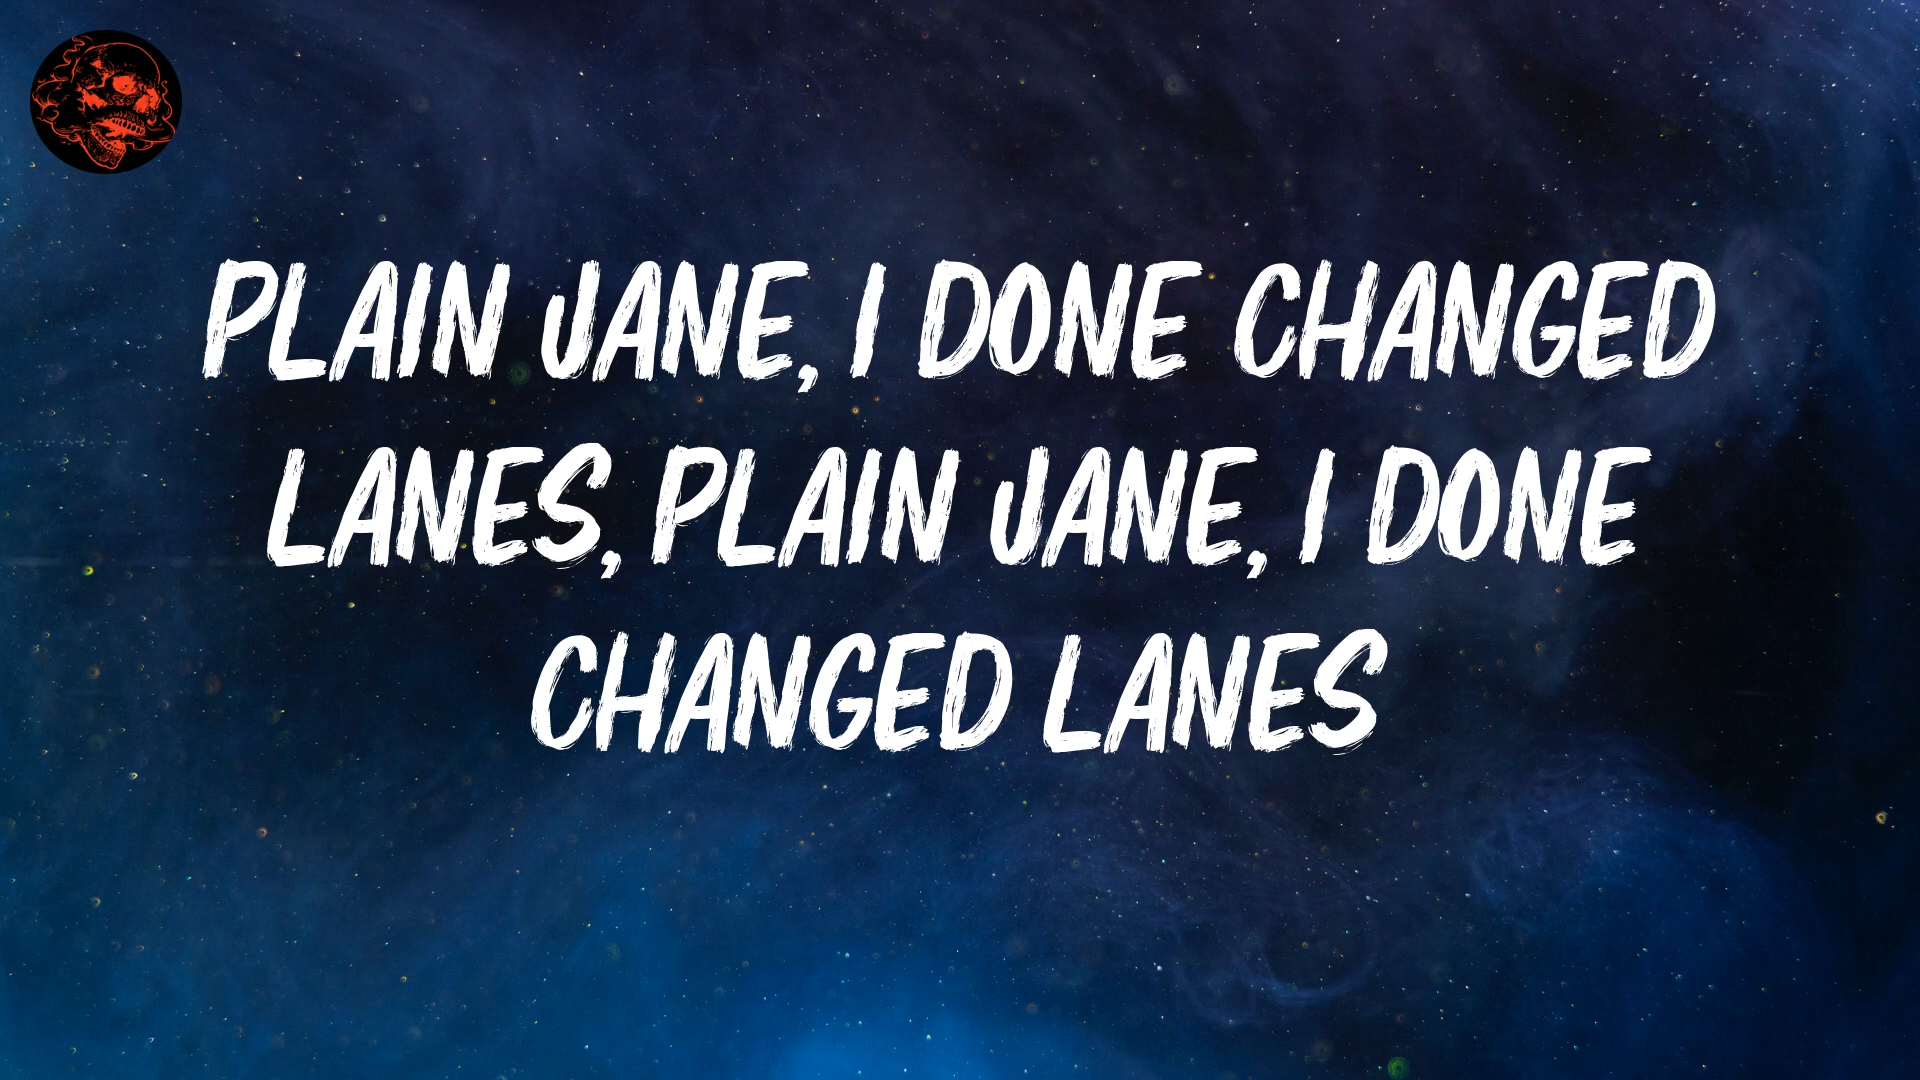 PLAIN JANE, I DONE CHANGED
LANES, PLAIN JANE, I DONE
CHANGED LANES